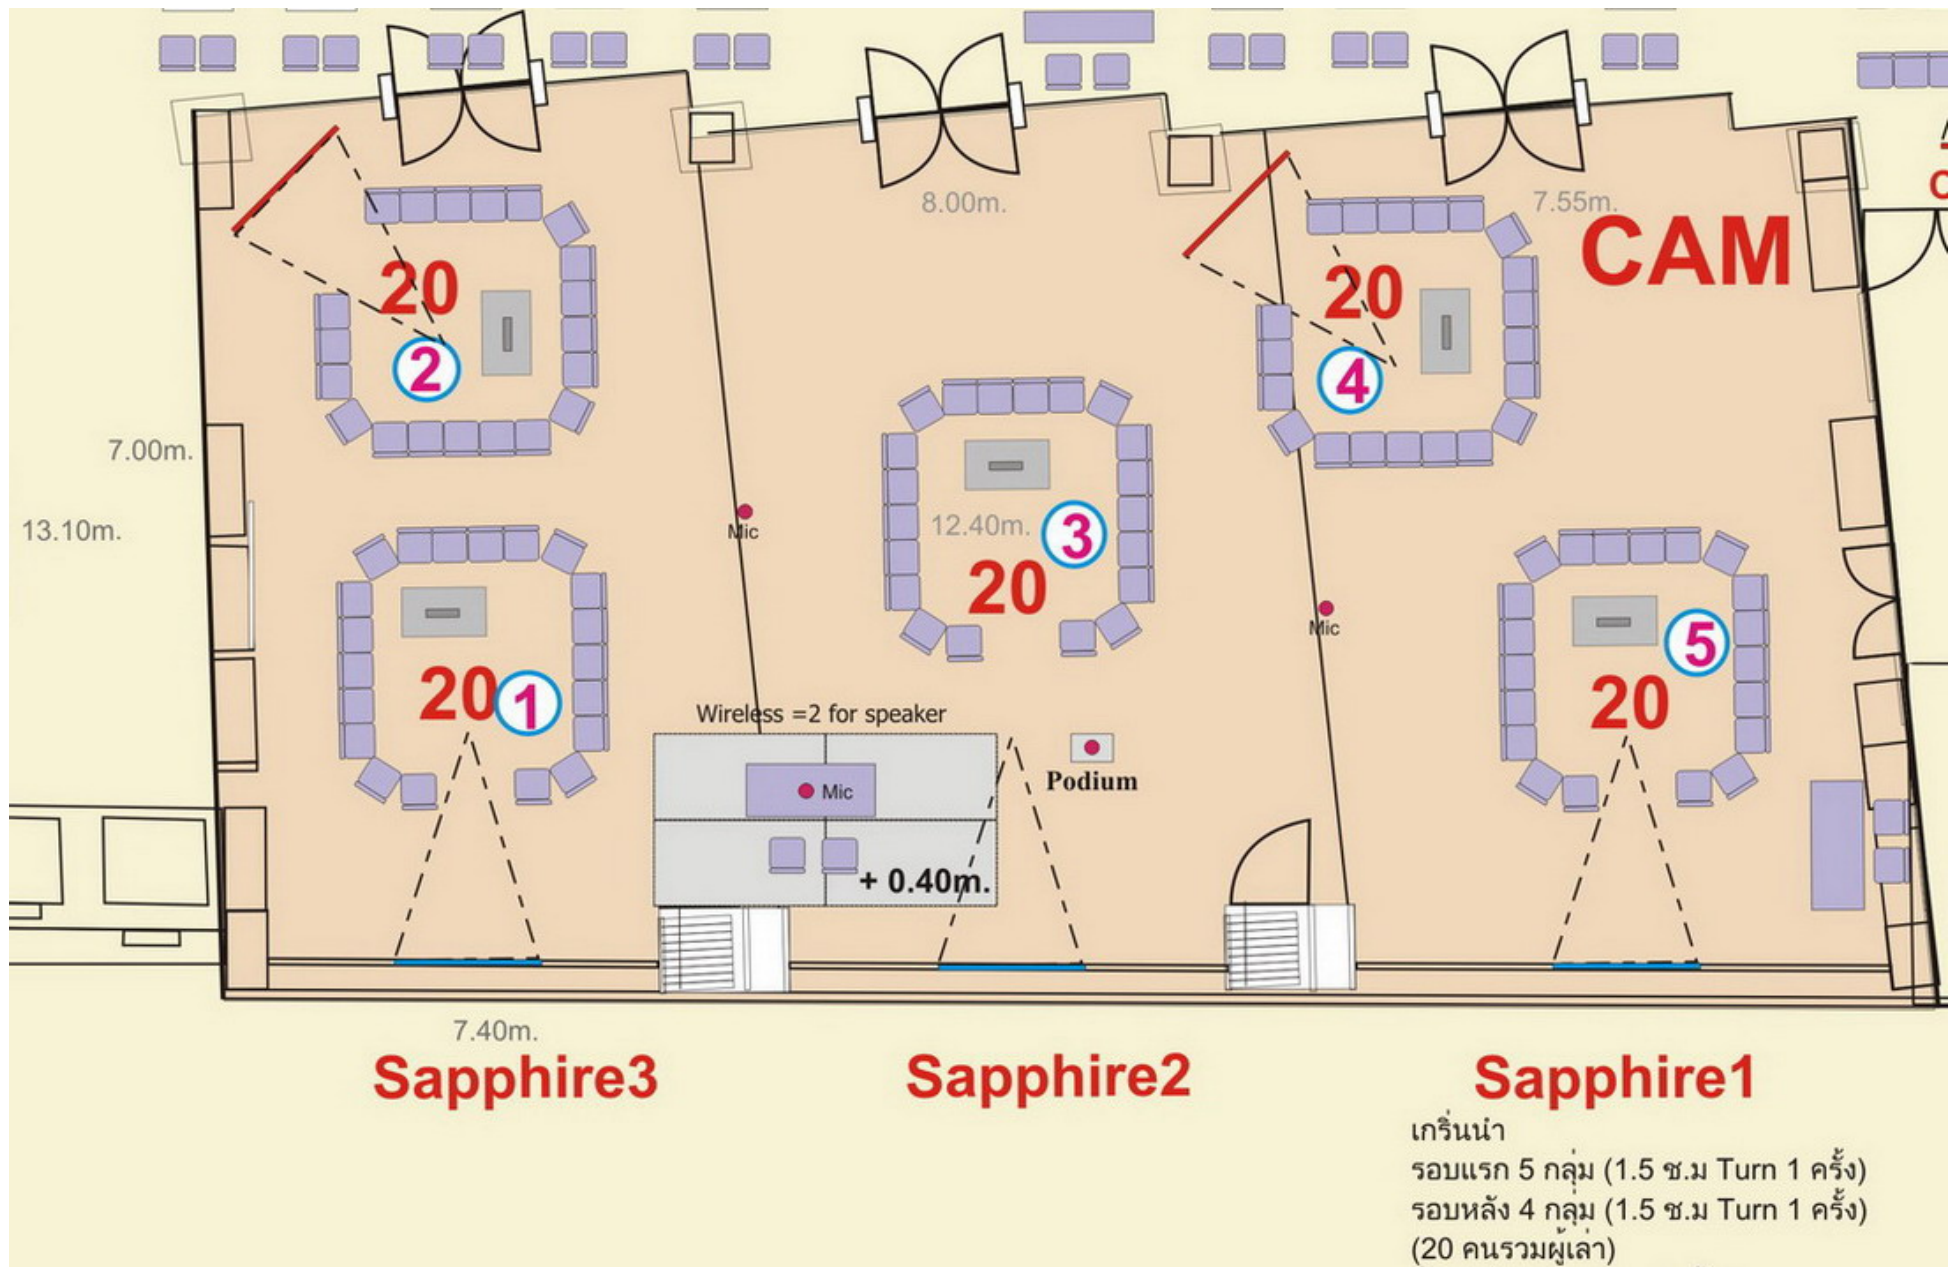 8.00m.
7.55m.
CAM
20
2
20
4
7.00m.
13.10m.
Mic
12.40m.
3
20
Mic
20
1
5
20
Wireless =2 for speaker
Mic
Podium
+ 0.40m.
7.40m.
Sapphire3
Sapphire2
Sapphire1
เกริ่นนำ
รอบแรก 5 กลุ่ม (1.5 ช.ม Turn 1 ครั้ง)
รอบหลัง 4 กลุ่ม (1.5 ช.ม Turn 1 ครั้ง)
(20 คนรวมผู้เล่า)